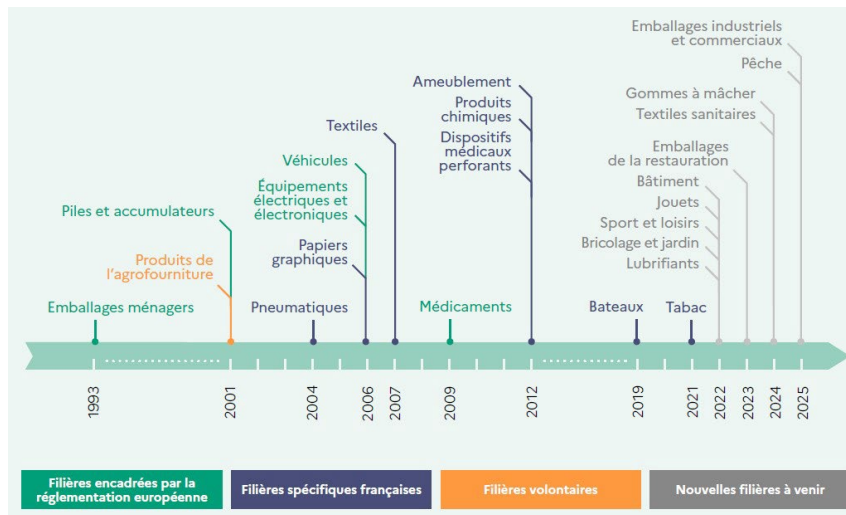 Emballages industriels
et commerciaux
Pêche
Ameublement
Gommes à mâcher
Produits
chimiques
Textiles sanitaires
Textiles
Dispositifs
médicaux
perforants
Emballages
de la restauration
Véhicules
Bâtiment
Équipements
électriques et
électroniques
Jouets
Piles et accumulateurs
Sport et loisirs
Papiers
graphiques
Bricolage et jardin
Produits de
l'agrofourniture
Lubrifiants
Emballages ménagers
Pneumatiques
Médicaments
Bateaux
Tabac
1993
2001
2004
2006
2007
2009
2012
2019
2021
2022
2023
2024
2025
Filières encadrées par la
réglementation européenne
Filières spécifiques françaises
Filières volontaires
Nouvelles filières à venir